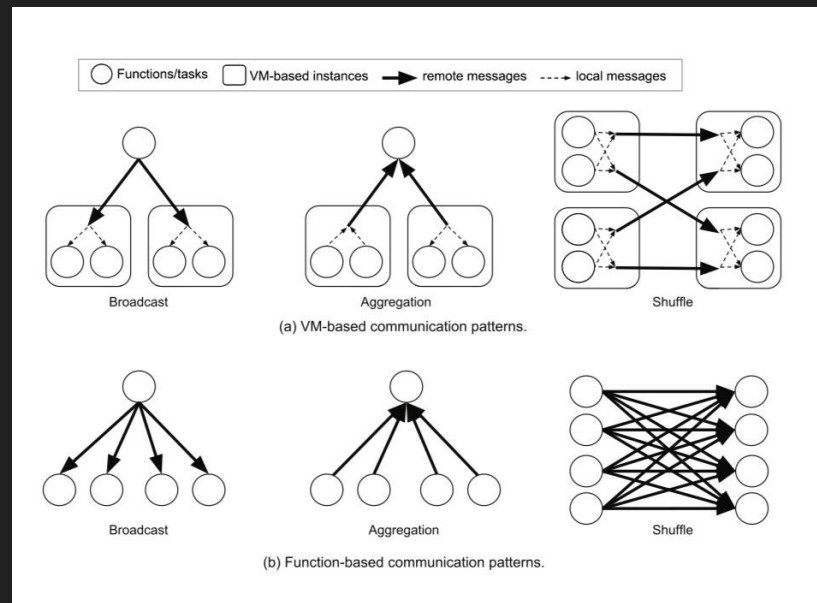 Functions/tasks VM-based instances remote messages local messages
Broadcast Aggregation Shuffle
(a) VM-based communication patterns.
Broadcast Aggregation Shuffle
(b) Function-based communication patterns.